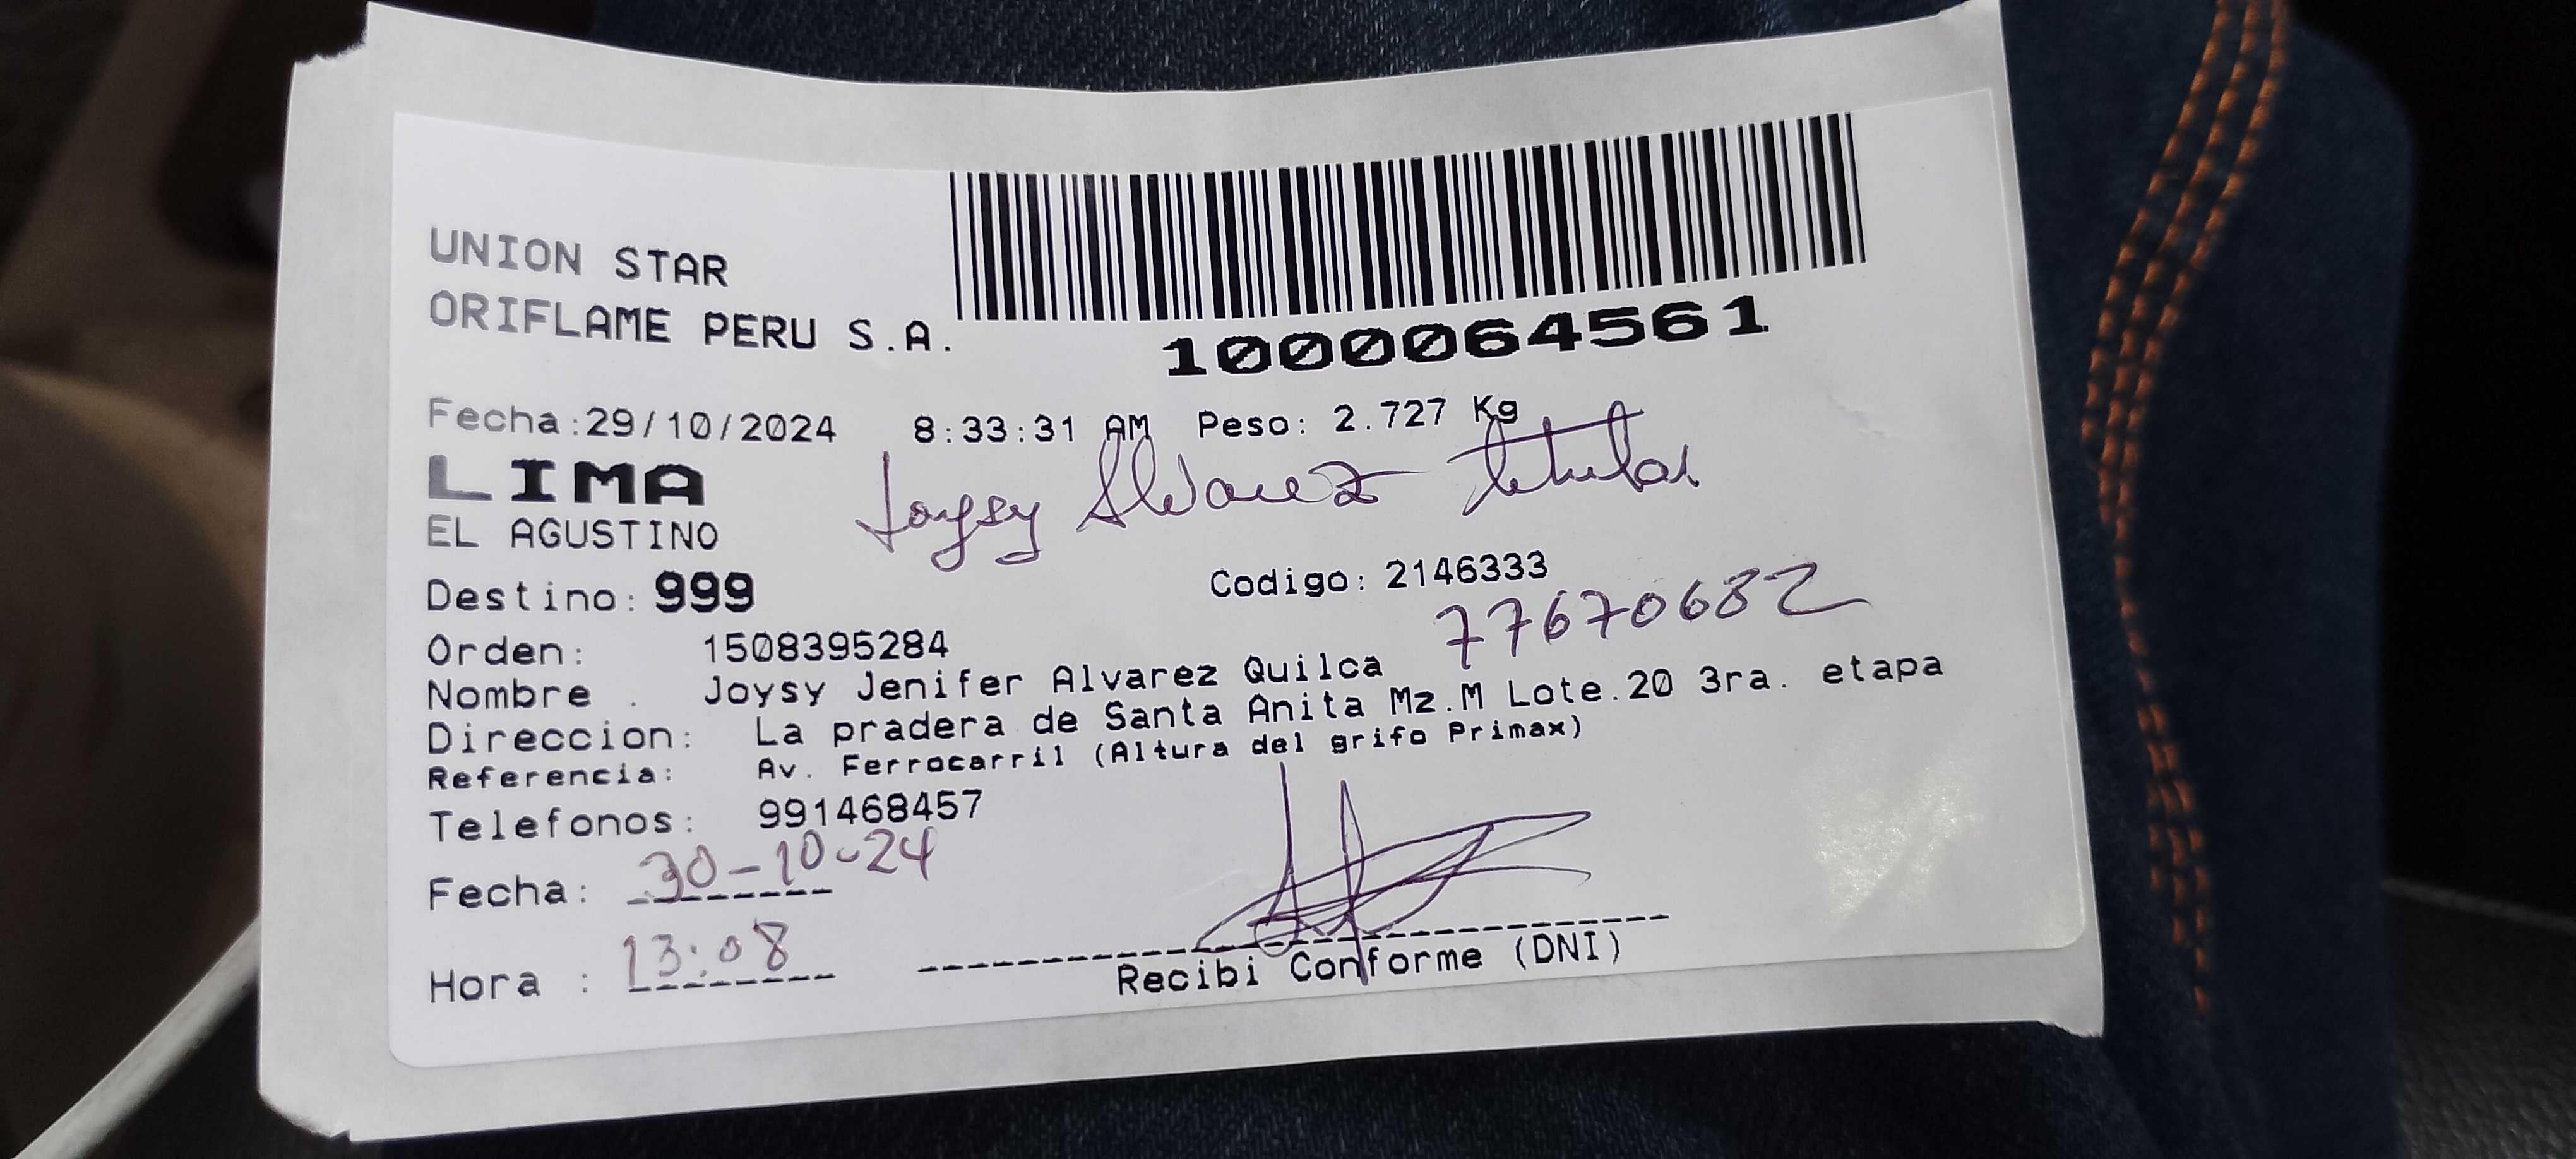 UNION STAR
ORIFLAME PERU S.A.
1000064561
Fecha:29/10/2024 8:33:31 AM Peso: 2.727 Kg
LIMA
Joysy Alvarez titular
EL AGUSTINO
Destino: 999 Codigo: 2146333
77670682
Orden: 1508395284
Nombre . Joysy Jenifer Alvarez Quilca
Direccion: La pradera de Santa Anita Mz.M Lote.20 3ra. etapa
Referencia: Av. Ferrocarril (Altura del grifo Primax)
Telefonos: 991468457
Fecha: 30-10-24
Hora : 13:08
Recibi Conforme (DNI)